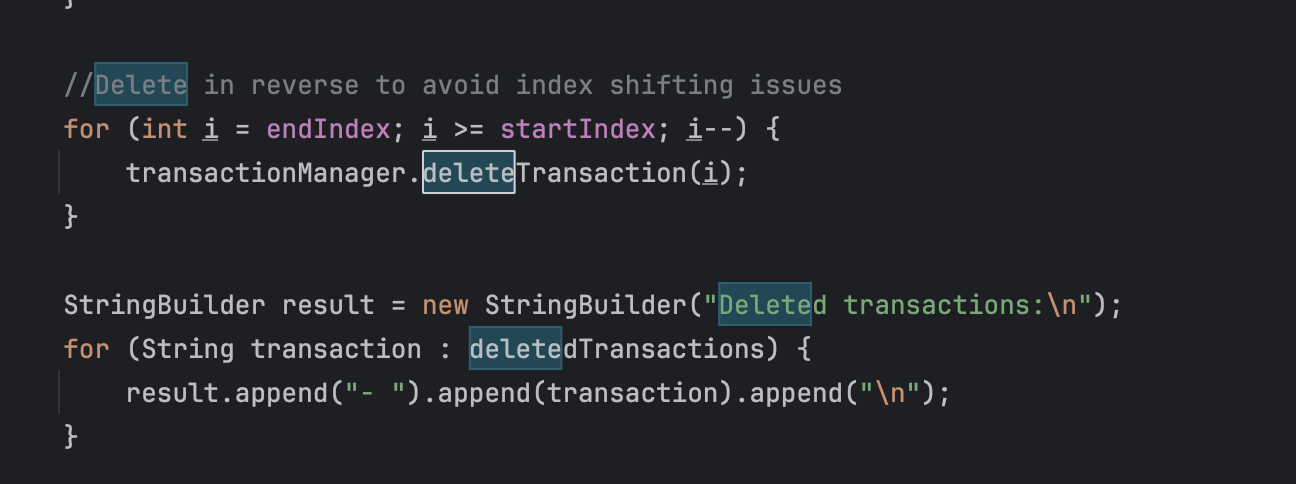 }
//Delete in reverse to avoid index shifting issues
for (int i = endIndex; i >= startIndex; i--) {
    transactionManager.deleteTransaction(i);
}
StringBuilder result = new StringBuilder("Deleted transactions:\n");
for (String transaction : deletedTransactions) {
    result.append("- ").append(transaction).append("\n");
}